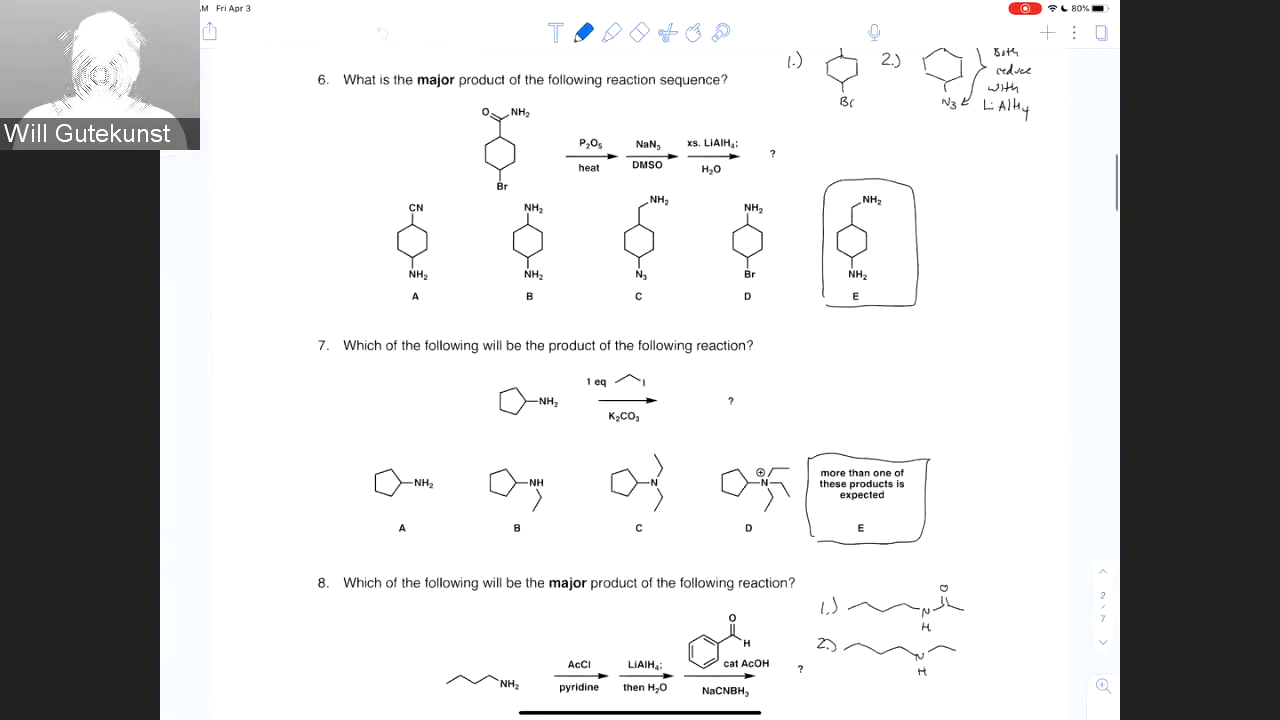 M Fri Apr 3
80%
Will Gutekunst
1.)
2.)
Both
reduce
with
LiAlH4
Br
N3
6. What is the major product of the following reaction sequence?
O NH2
Br
P2O5
heat
NaN3
DMSO
xs. LiAlH4;
H2O
?
CN NH2 NH2 NH2 NH2
NH2 NH2 N3 Br NH2
A B C D E
7. Which of the following will be the product of the following reaction?
NH2
1 eq I
K2CO3
?
NH2 NH N N
more than one of
these products is
expected
A B C D E
8. Which of the following will be the major product of the following reaction?
1.) N O
H
2.) N
H
NH2
AcCl
pyridine
LiAlH4;
then H2O
O
H
cat AcOH
NaCNBH3
?
2
/
7